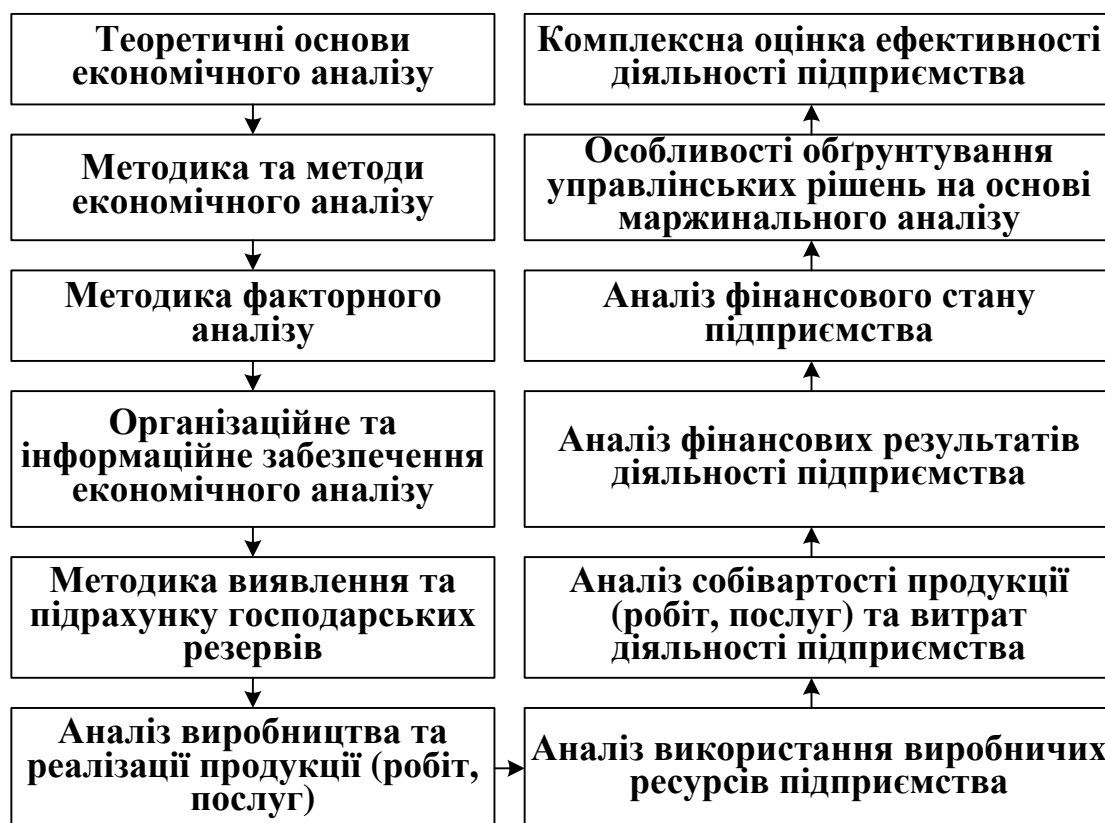 Теоретичні основи
економічного аналізу
Методика та методи
економічного аналізу
Методика факторного
аналізу
Організаційне та
інформаційне забезпечення
економічного аналізу
Методика виявлення та
підрахунку господарських
резервів
Аналіз виробництва та
реалізації продукції (робіт,
послуг)
Аналіз використання виробничих
ресурсів підприємства
Аналіз собівартості продукції
(робіт, послуг) та витрат
діяльності підприємства
Аналіз фінансових результатів
діяльності підприємства
Аналіз фінансового стану
підприємства
Особливості обґрунтування
управлінських рішень на основі
маржинального аналізу
Комплексна оцінка ефективності
діяльності підприємства